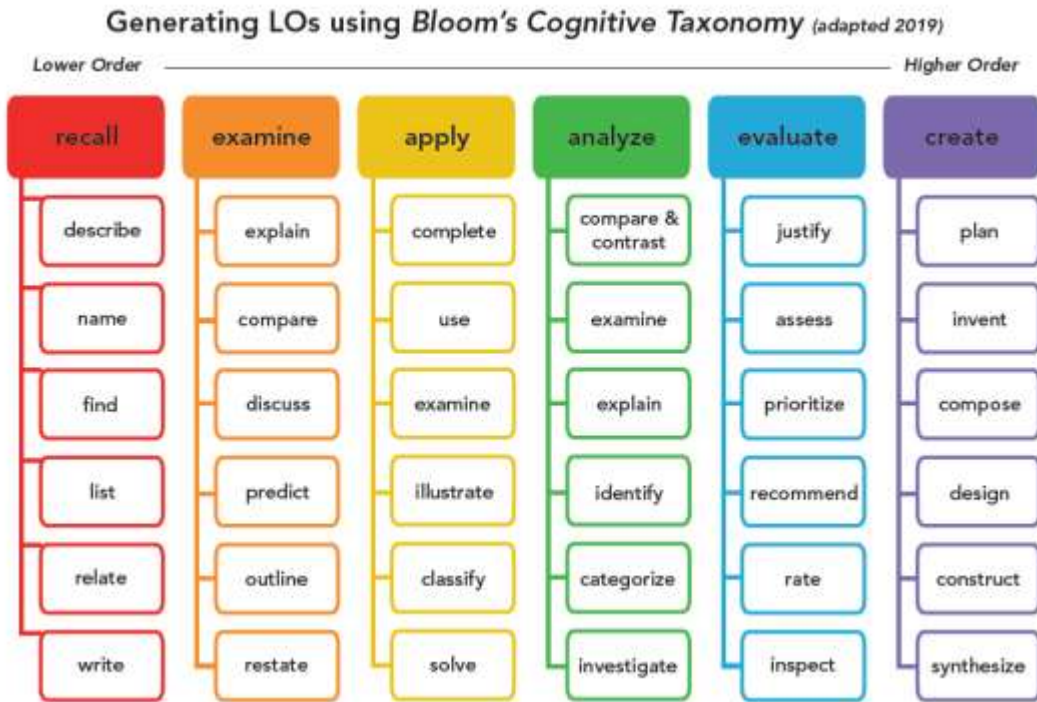 Generating LOs using Bloom's Cognitive Taxonomy (adapted 2019)
Lower Order
Higher Order
recall
examine
apply
analyze
evaluate
create
describe
explain
complete
compare &
contrast
justify
plan
name
compare
use
examine
assess
invent
find
discuss
examine
explain
prioritize
compose
list
predict
illustrate
identify
recommend
design
relate
outline
classify
categorize
rate
construct
write
restate
solve
investigate
inspect
synthesize